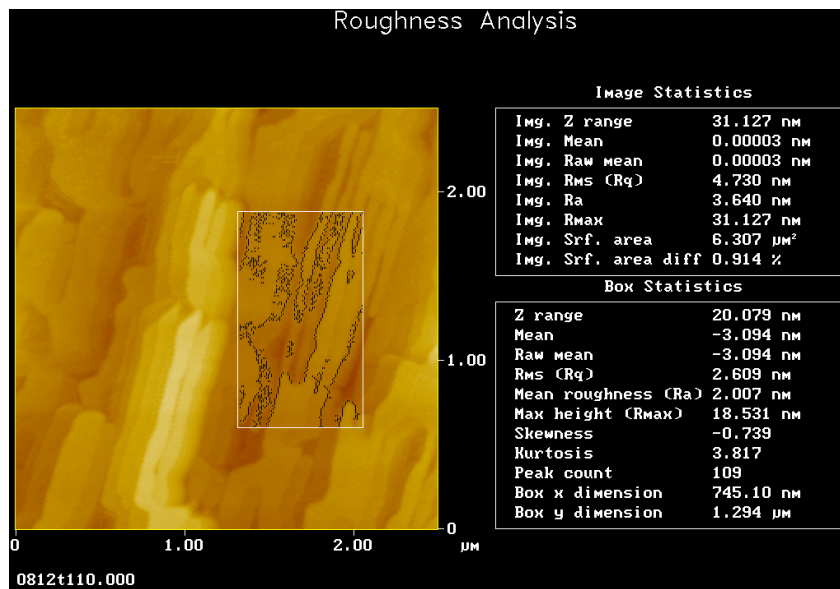 Roughness Analysis
Image Statistics
Img. Z range 31.127 nm
Img. Mean 0.00003 nm
Img. Raw mean 0.00003 nm
Img. Rms (Rq) 4.730 nm
Img. Ra 3.640 nm
Img. Rmax 31.127 nm
Img. Srf. area 6.307 µm²
Img. Srf. area diff 0.914 %
Box Statistics
Z range 20.079 nm
Mean -3.094 nm
Raw mean -3.094 nm
Rms (Rq) 2.609 nm
Mean roughness (Ra) 2.007 nm
Max height (Rmax) 18.531 nm
Skewness -0.739
Kurtosis 3.817
Peak count 109
Box x dimension 745.10 nm
Box y dimension 1.294 µm
2.00
1.00
0
0 1.00 2.00 µm
0812t110.000